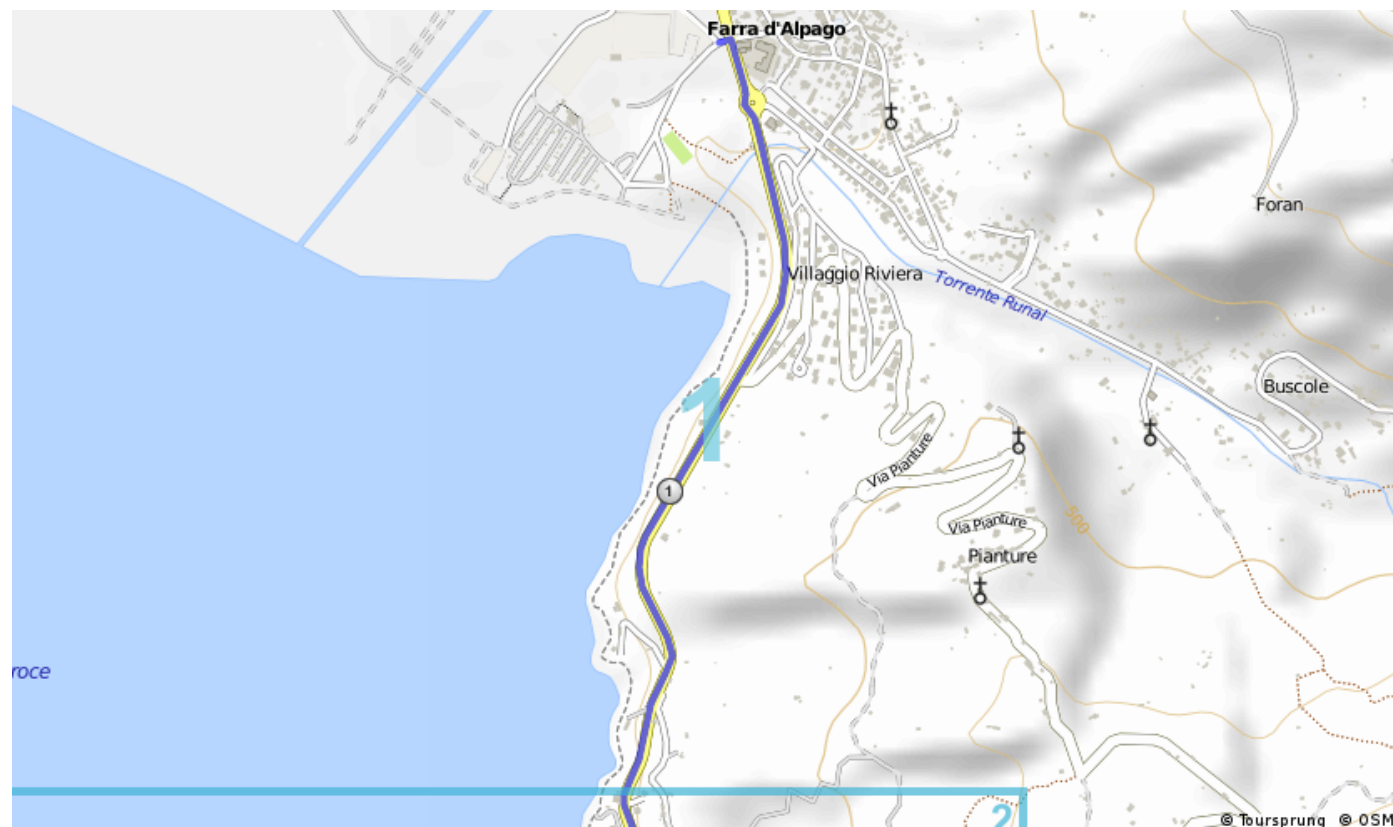 Farra d'Alpago
Foran
Villaggio Riviera
Torrente Runal
Buscole
1
Via Pianture
1
500
Via Pianture
Pianture
roce
2
© Toursprung © OSM